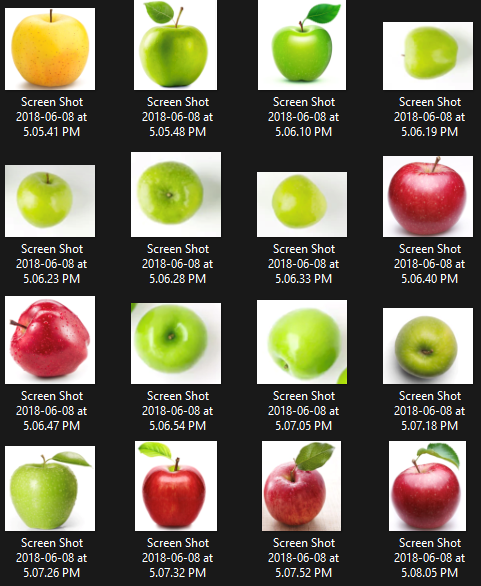 Screen Shot
2018-06-08 at
5.05.41 PM
Screen Shot
2018-06-08 at
5.05.48 PM
Screen Shot
2018-06-08 at
5.06.10 PM
Screen Shot
2018-06-08 at
5.06.19 PM
Screen Shot
2018-06-08 at
5.06.23 PM
Screen Shot
2018-06-08 at
5.06.28 PM
Screen Shot
2018-06-08 at
5.06.33 PM
Screen Shot
2018-06-08 at
5.06.40 PM
Screen Shot
2018-06-08 at
5.06.47 PM
Screen Shot
2018-06-08 at
5.06.54 PM
Screen Shot
2018-06-08 at
5.07.05 PM
Screen Shot
2018-06-08 at
5.07.18 PM
Screen Shot
2018-06-08 at
5.07.26 PM
Screen Shot
2018-06-08 at
5.07.32 PM
Screen Shot
2018-06-08 at
5.07.52 PM
Screen Shot
2018-06-08 at
5.08.05 PM